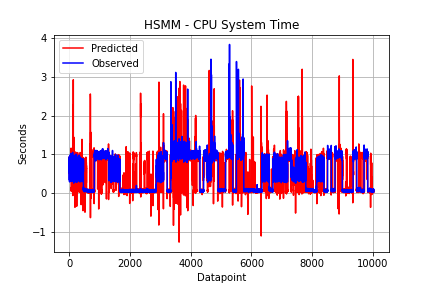 HSMM - CPU System Time
Predicted
Observed
Seconds
4
3
2
1
0
−1
0 2000 4000 6000 8000 10000
Datapoint